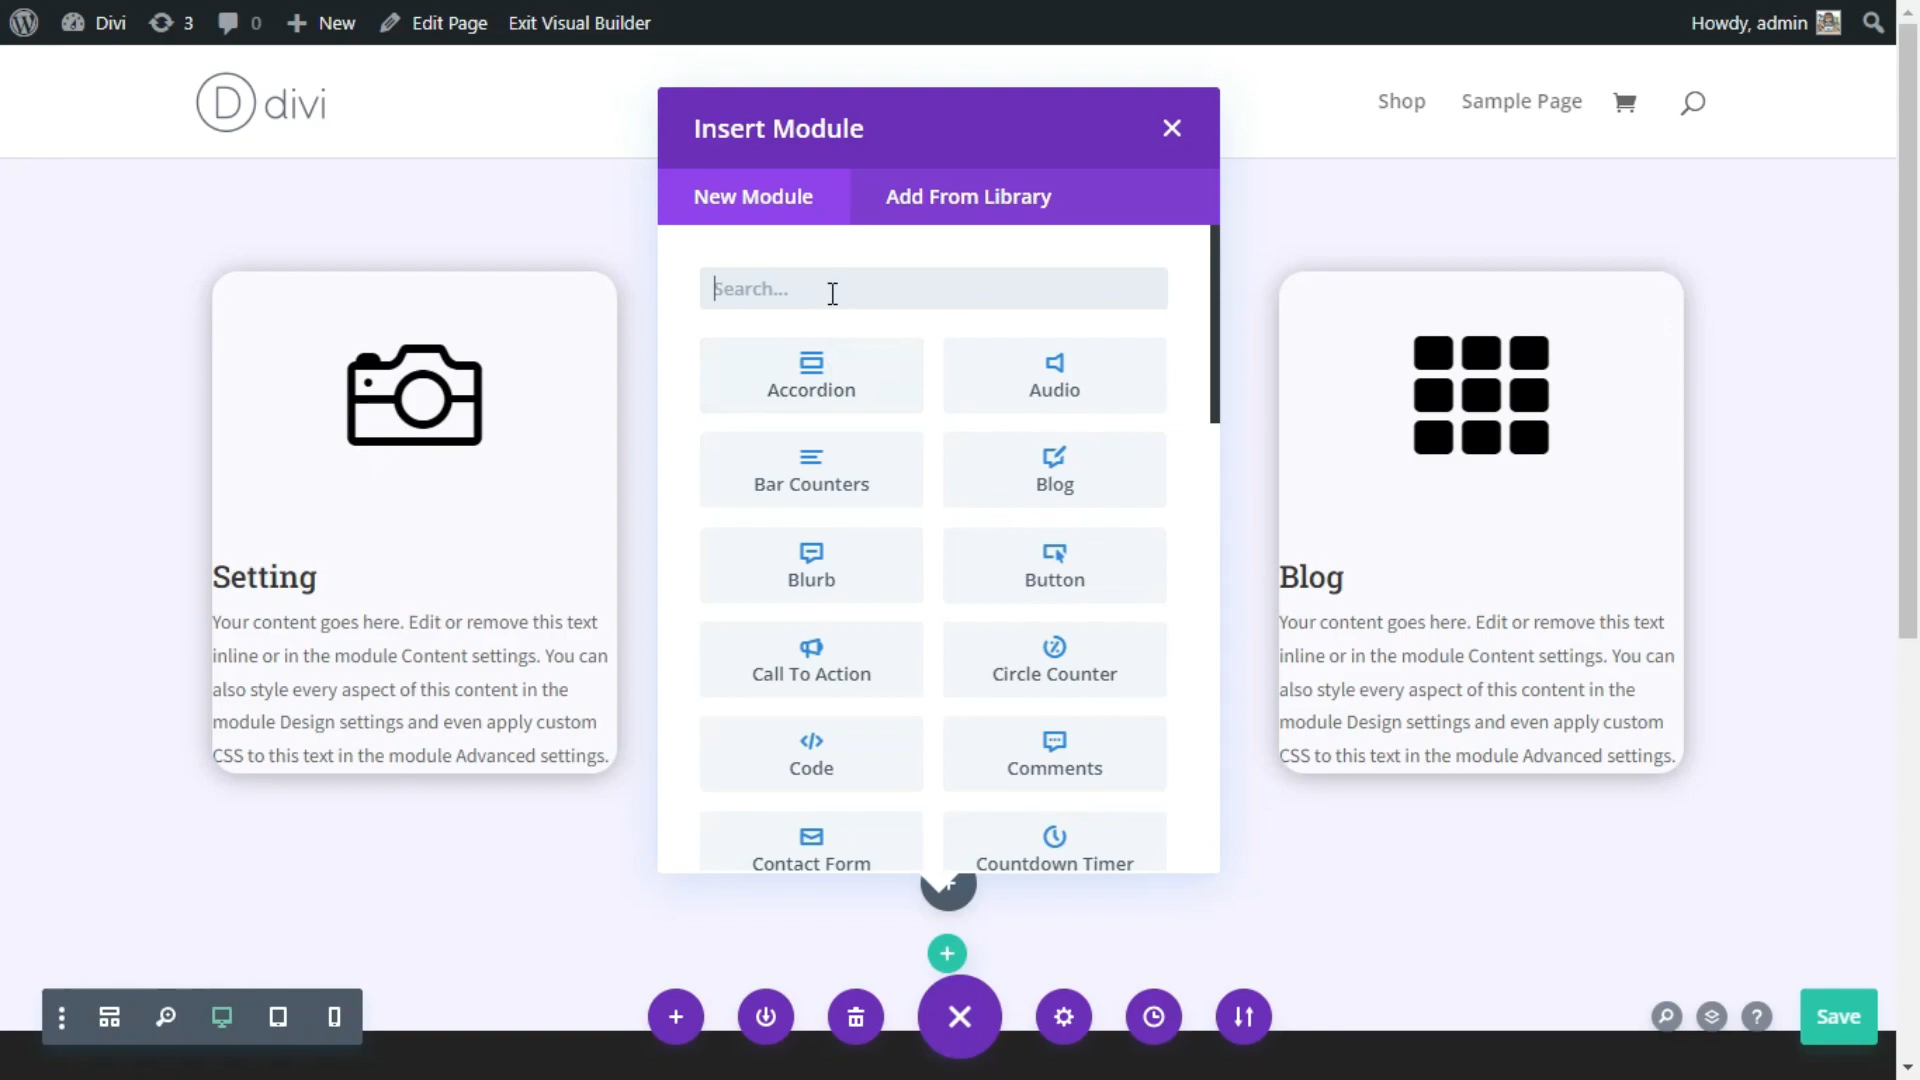 Divi
3
0
New
Edit Page
Exit Visual Builder
Howdy, admin
D divi
Shop
Sample Page
Insert Module
New Module
Add From Library
Search...
Accordion
Audio
Bar Counters
Blog
Blurb
Button
Call To Action
Circle Counter
Code
Comments
Contact Form
Countdown Timer
Setting
Your content goes here. Edit or remove this text
inline or in the module Content settings. You can
also style every aspect of this content in the
module Design settings and even apply custom
CSS to this text in the module Advanced settings.
Blog
Your content goes here. Edit or remove this text
inline or in the module Content settings. You can
also style every aspect of this content in the
module Design settings and even apply custom
CSS to this text in the module Advanced settings.
Save